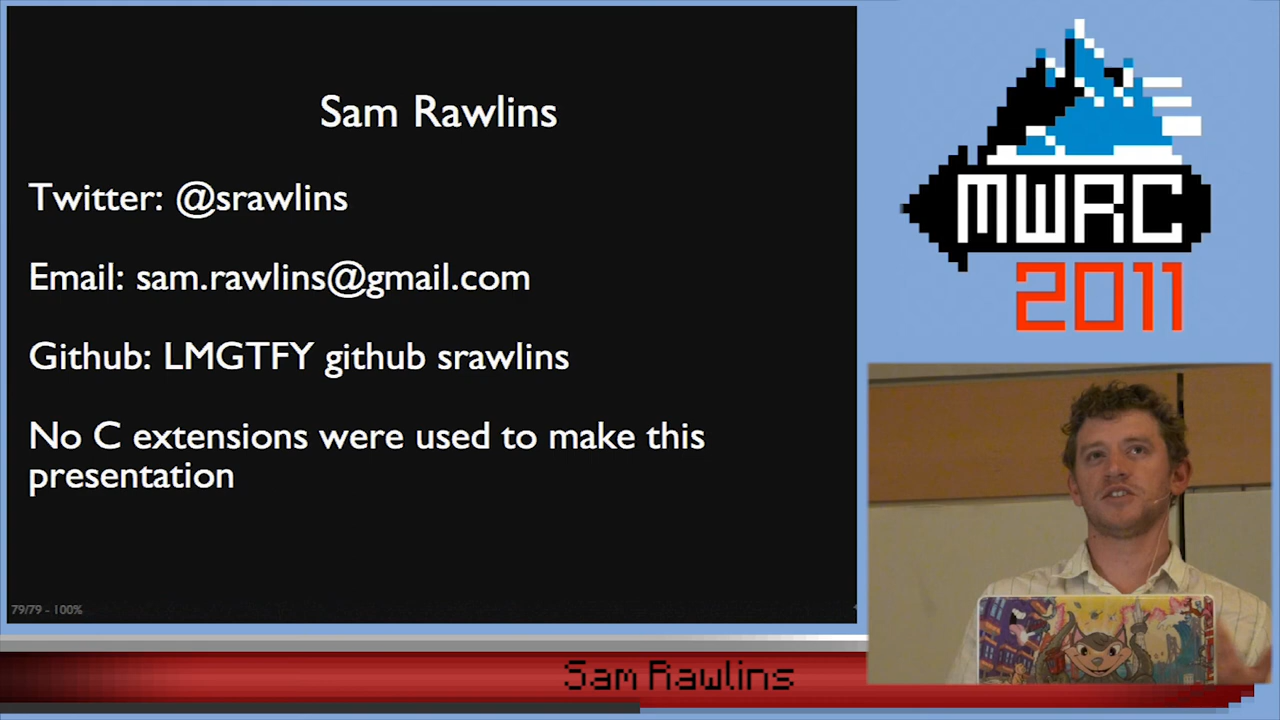 Sam Rawlins
Twitter: @srawlins
Email: sam.rawlins@gmail.com
Github: LMGTFY github srawlins
No C extensions were used to make this
presentation
79/79 - 100%
MWRC
2011
Sam Rawlins